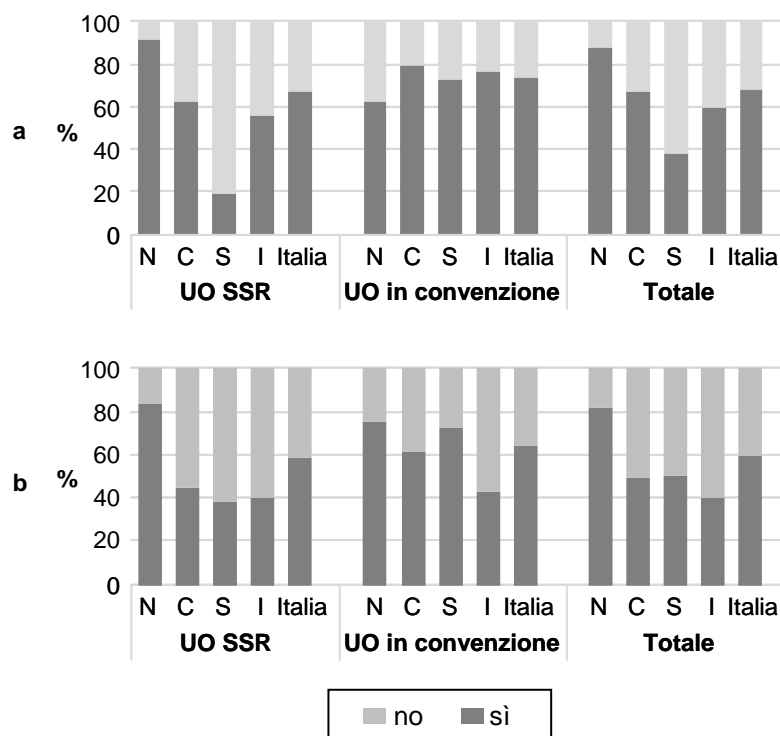 100
80
a % 60
40
20
0
N C S I Italia N C S I Italia N C S I Italia
UO SSR UO in convenzione Totale
100
80
b % 60
40
20
0
N C S I Italia N C S I Italia N C S I Italia
UO SSR UO in convenzione Totale
no sì